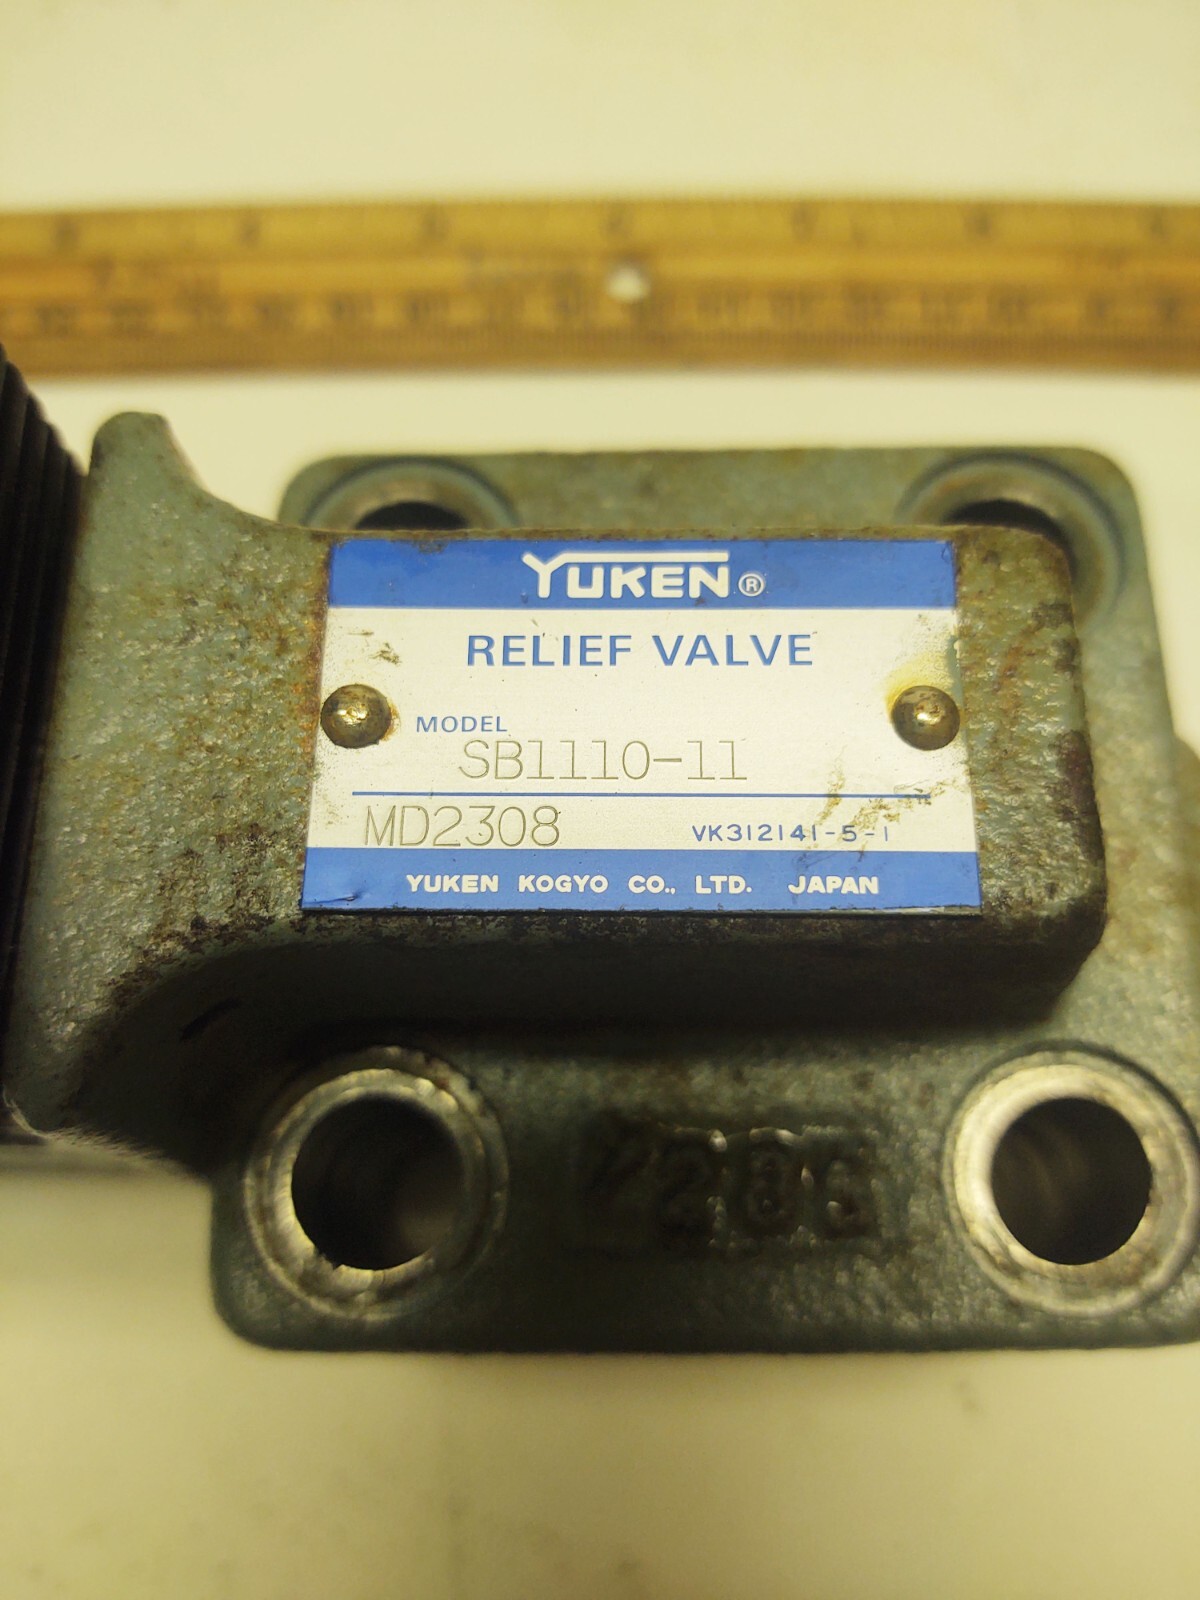 YUKEN®
RELIEF VALVE
MODEL
SB1110-11
MD2308 VK312141-5-1
YUKEN KOGYO CO., LTD. JAPAN